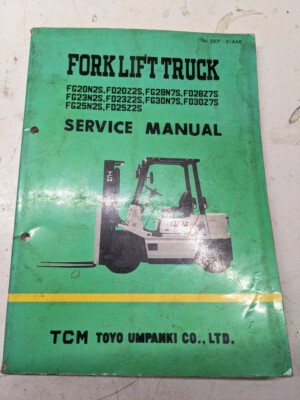 FORK LIFT TRUCK
FG20N2S, FD20Z2S, FG28N7S, FD28Z7S
FG23N2S, FD23Z2S, FG30N7S, FD30Z7S
FG25N2S, FD25Z2S
SERVICE MANUAL
TCM TOYO UMPANKI CO., LTD.